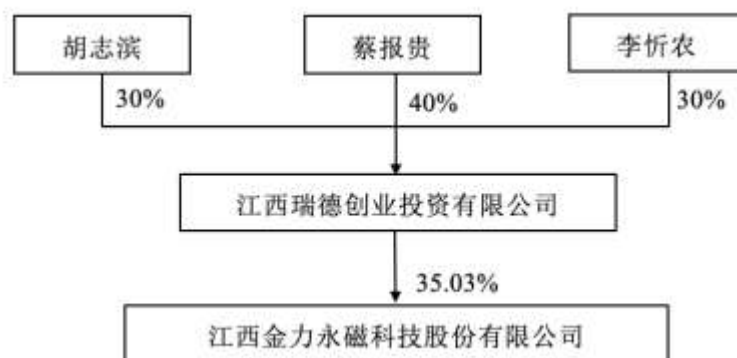 胡志滨
蔡报贵
李忻农
30%
40%
30%
江西瑞德创业投资有限公司
35.03%
江西金力永磁科技股份有限公司